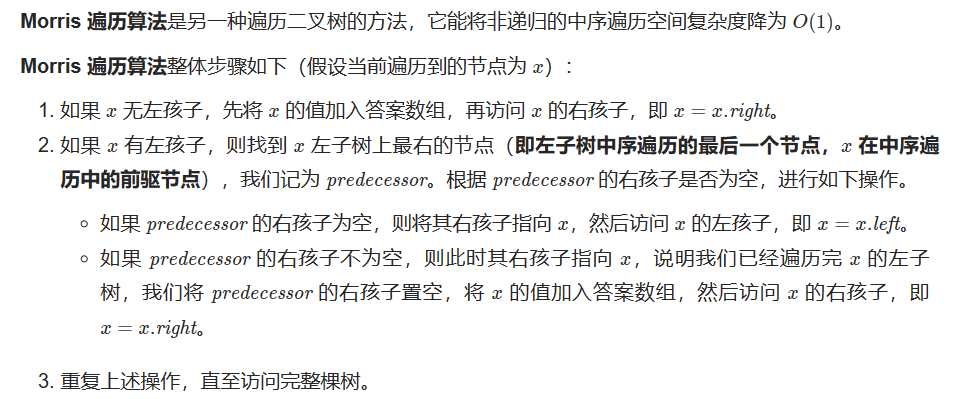 Morris 遍历算法是另一种遍历二叉树的方法，它能将非递归的中序遍历空间复杂度降为 O(1)。
Morris 遍历算法整体步骤如下（假设当前遍历到的节点为 x）：
1. 如果 x 无左孩子，先将 x 的值加入答案数组，再访问 x 的右孩子，即 x = x.right。
2. 如果 x 有左孩子，则找到 x 左子树上最右的节点（即左子树中序遍历的最后一个节点，x 在中序遍
历中的前驱节点），我们记为 predecessor。根据 predecessor 的右孩子是否为空，进行如下操作。
○ 如果 predecessor 的右孩子为空，则将其右孩子指向 x，然后访问 x 的左孩子，即 x = x.left。
○ 如果 predecessor 的右孩子不为空，则此时其右孩子指向 x，说明我们已经遍历完 x 的左子
树，我们将 predecessor 的右孩子置空，将 x 的值加入答案数组，然后访问 x 的右孩子，即
x = x.right。
3. 重复上述操作，直至访问完整棵树。